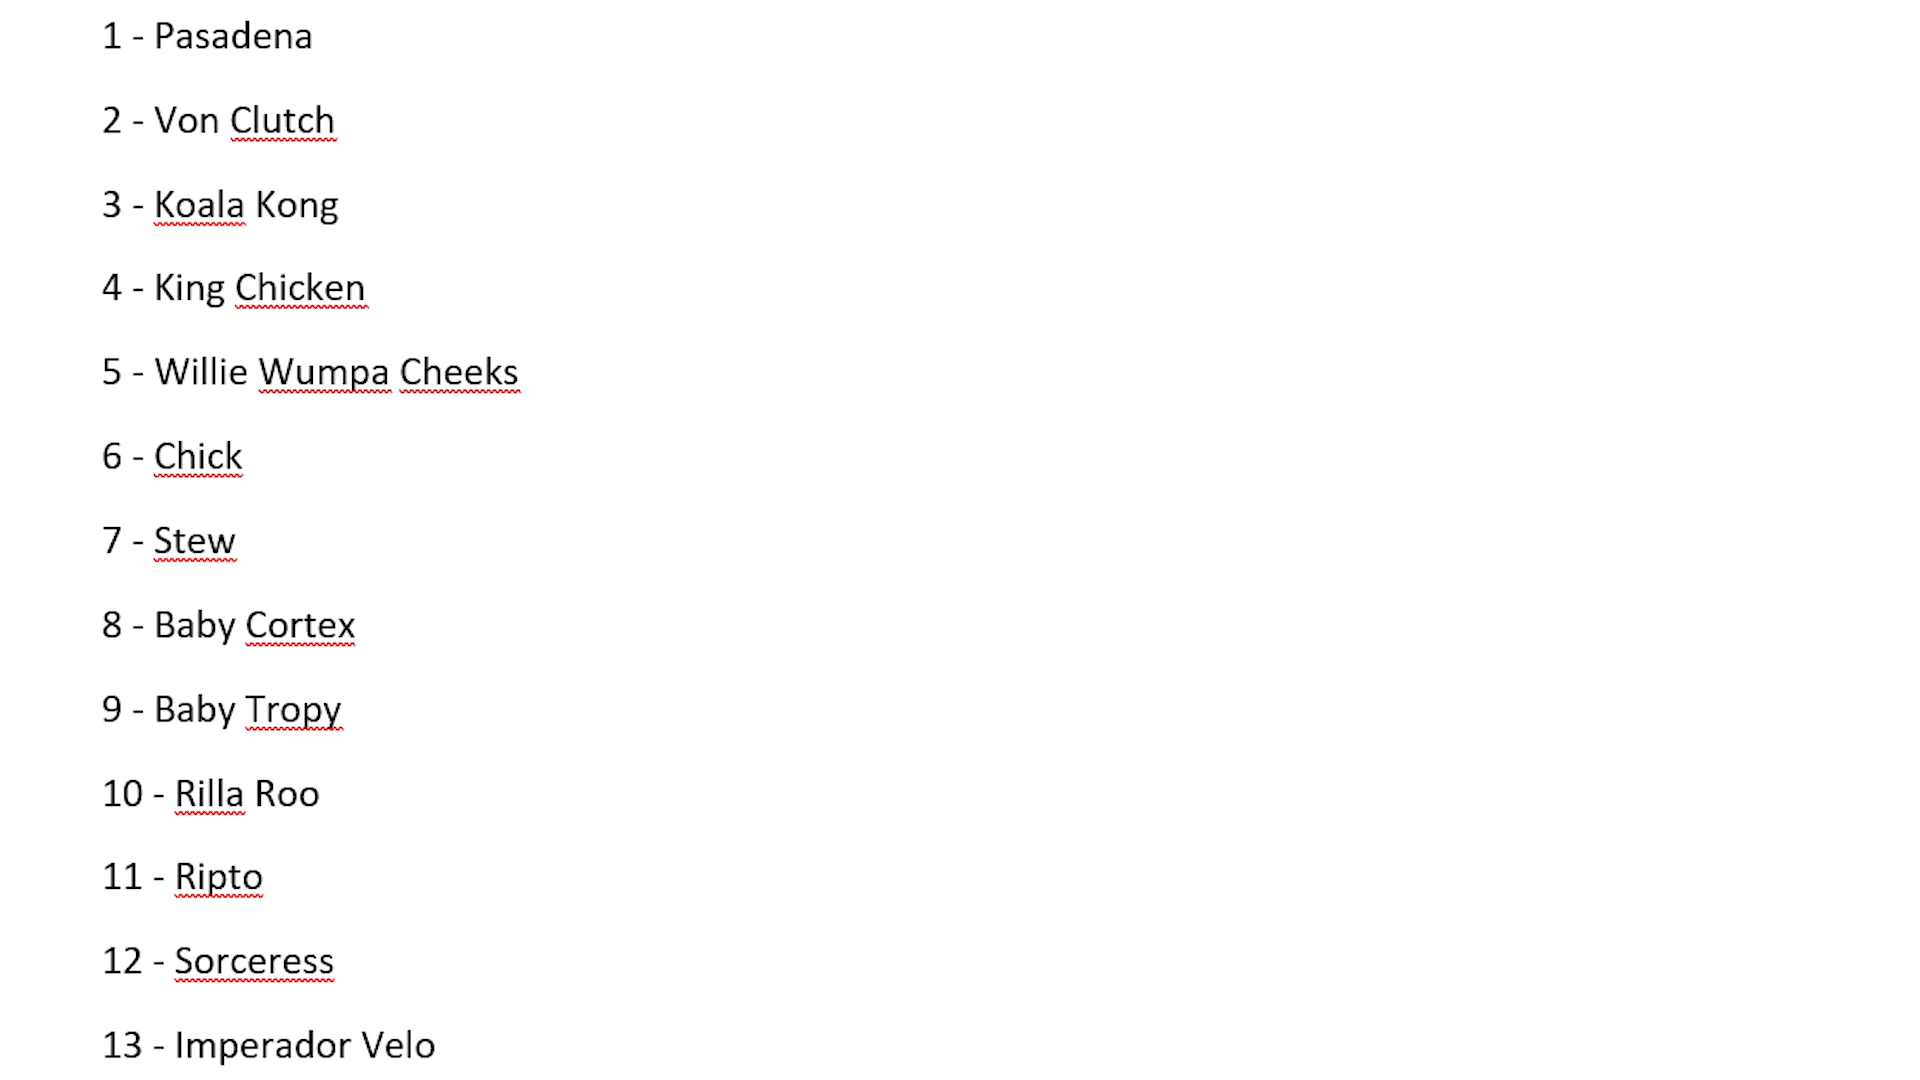 1 - Pasadena
2 - Von Clutch
3 - Koala Kong
4 - King Chicken
5 - Willie Wumpa Cheeks
6 - Chick
7 - Stew
8 - Baby Cortex
9 - Baby Tropy
10 - Rilla Roo
11 - Ripto
12 - Sorceress
13 - Imperador Velo